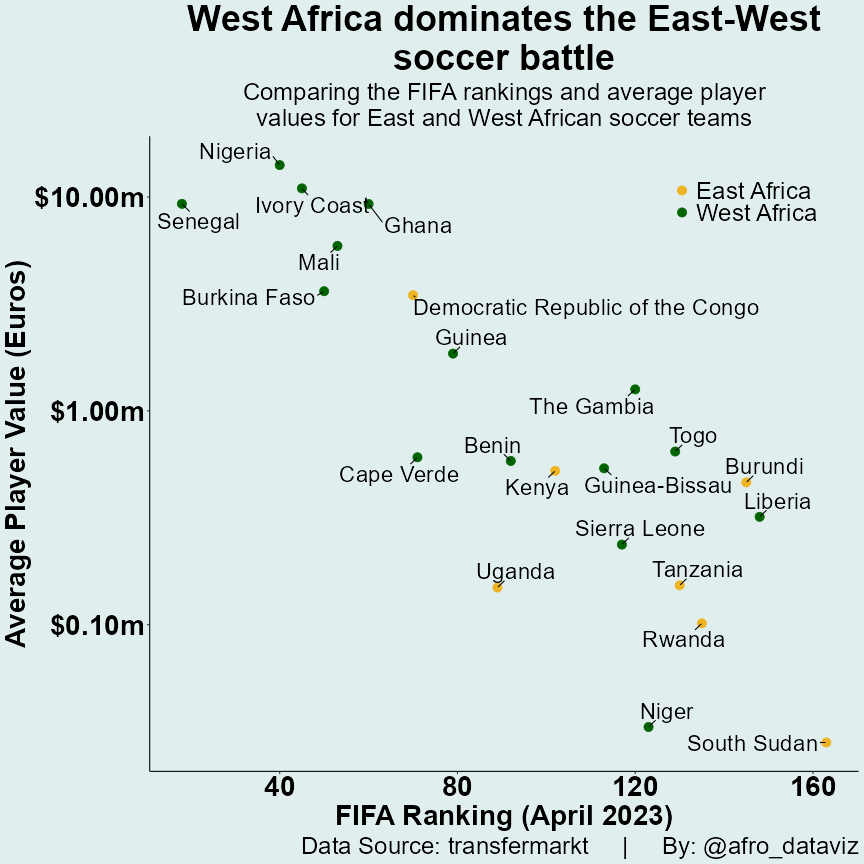 West Africa dominates the East-West
soccer battle
Comparing the FIFA rankings and average player
values for East and West African soccer teams
Average Player Value (Euros)
$10.00m
$1.00m
$0.10m
East Africa
West Africa
Nigeria
Ivory Coast
Senegal
Ghana
Mali
Burkina Faso
Democratic Republic of the Congo
Guinea
The Gambia
Togo
Benin
Cape Verde
Kenya
Burundi
Guinea-Bissau
Liberia
Sierra Leone
Uganda
Tanzania
Rwanda
Niger
South Sudan
40
80
120
160
FIFA Ranking (April 2023)
Data Source: transfermarkt | By: @afro_dataviz